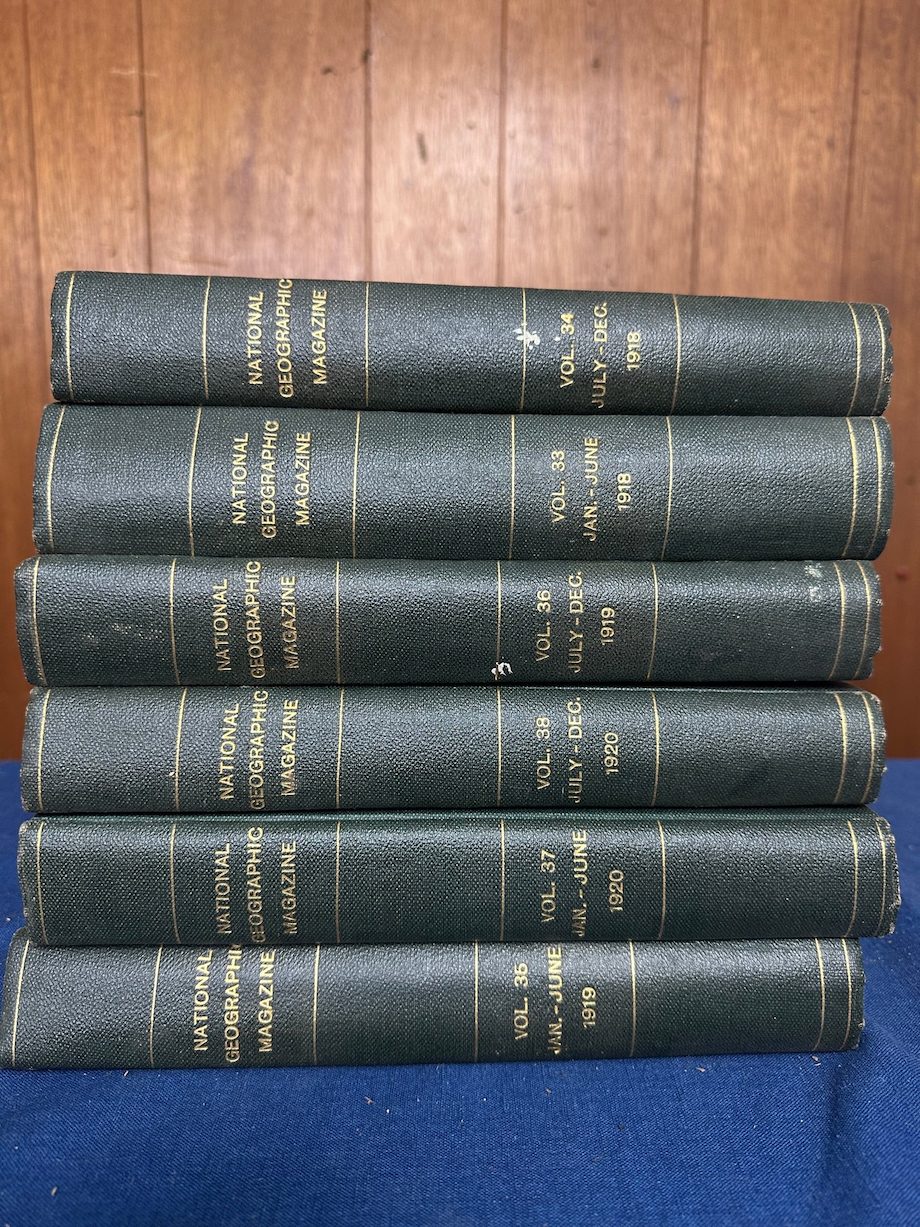 NATIONAL
GEOGRAPHIC
MAGAZINE
VOL. 34
JULY-DEC.
1918
NATIONAL
GEOGRAPHIC
MAGAZINE
VOL. 33
JAN.-JUNE
1918
NATIONAL
GEOGRAPHIC
MAGAZINE
VOL. 36
JULY-DEC.
1919
NATIONAL
GEOGRAPHIC
MAGAZINE
VOL. 38
JULY-DEC.
1920
NATIONAL
GEOGRAPHIC
MAGAZINE
VOL. 37
JAN.-JUNE
1920
NATIONAL
GEOGRAPHIC
MAGAZINE
VOL. 35
JAN.-JUNE
1919